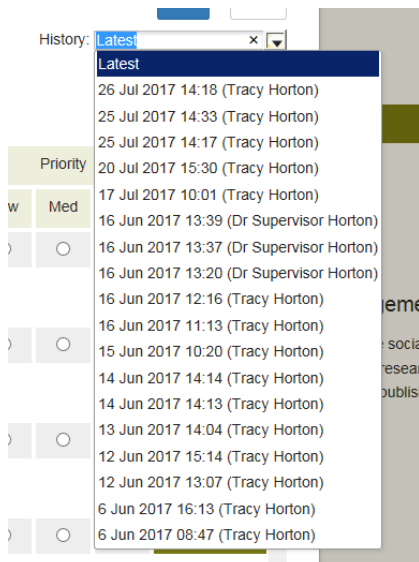 History: Latest ×
Latest
26 Jul 2017 14:18 (Tracy Horton)
25 Jul 2017 14:33 (Tracy Horton)
25 Jul 2017 14:17 (Tracy Horton)
20 Jul 2017 15:30 (Tracy Horton)
17 Jul 2017 10:01 (Tracy Horton)
16 Jun 2017 13:39 (Dr Supervisor Horton)
16 Jun 2017 13:37 (Dr Supervisor Horton)
16 Jun 2017 13:20 (Dr Supervisor Horton)
16 Jun 2017 12:16 (Tracy Horton)
16 Jun 2017 11:13 (Tracy Horton)
15 Jun 2017 10:20 (Tracy Horton)
14 Jun 2017 14:14 (Tracy Horton)
14 Jun 2017 14:13 (Tracy Horton)
13 Jun 2017 14:04 (Tracy Horton)
12 Jun 2017 15:14 (Tracy Horton)
12 Jun 2017 13:07 (Tracy Horton)
6 Jun 2017 16:13 (Tracy Horton)
6 Jun 2017 08:47 (Tracy Horton)
Priority
w Med